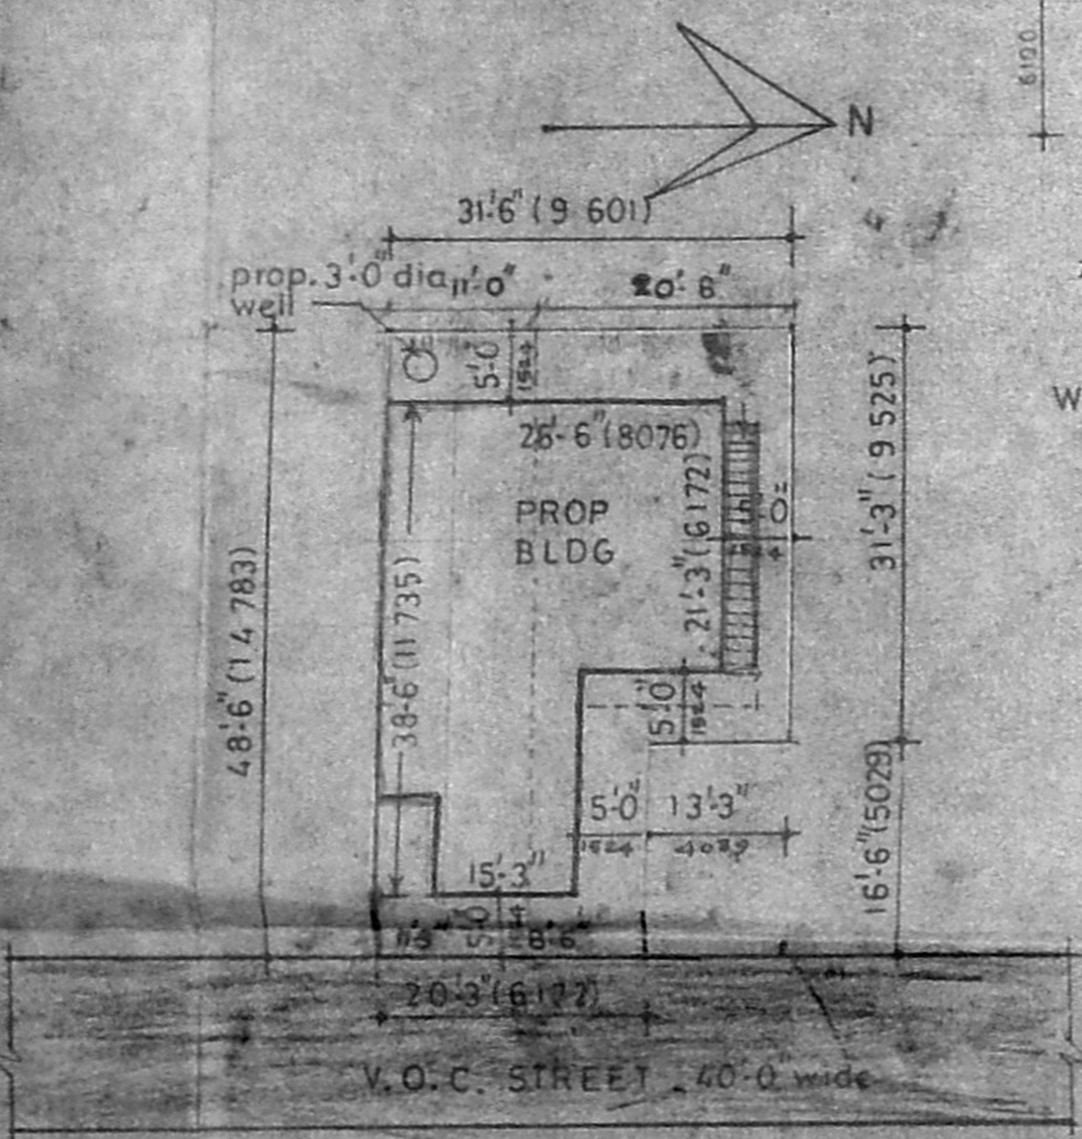 6100
N
31'-6" (9 601)
prop. 3'-0" dia
well
11'-0"
20'-6"
5'-0"
1524
26'-6" (8076)
W
PROP
BLDG
21'-3" (6172)
31'-3" (9 525)
48'-6" (14 783)
38'-6" (11 735)
5'-0"
1524
5'-0"
1524
13'-3"
4039
16'-6" (5029)
15'-3"
5'-0"
8'-6"
20'-3" (6172)
V.O.C. STREET - 40'-0" wide